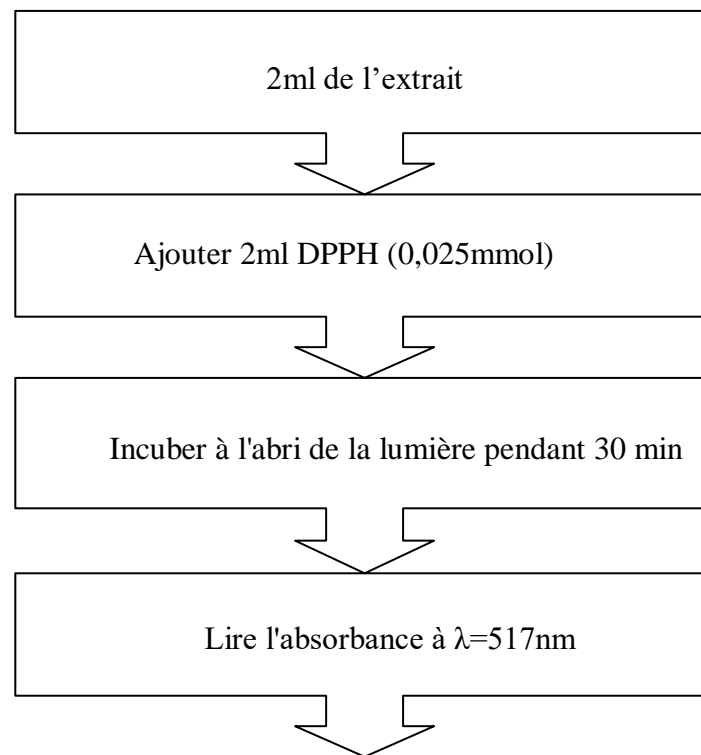 2ml de l’extrait
Ajouter 2ml DPPH (0,025mmol)
Incuber à l'abri de la lumière pendant 30 min
Lire l'absorbance à λ=517nm